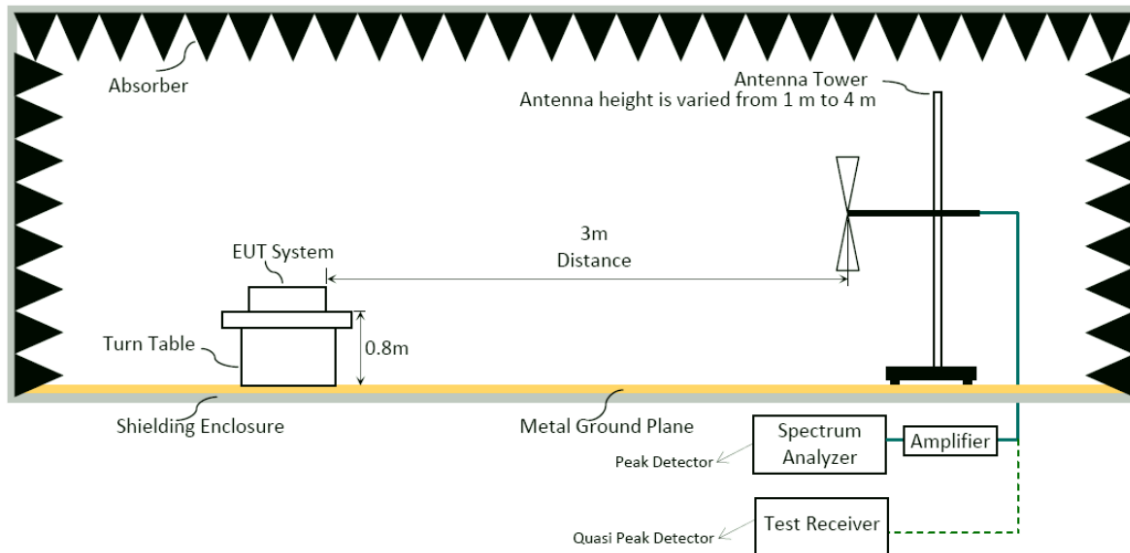 Absorber
Antenna Tower
Antenna height is varied from 1 m to 4 m
3m
Distance
EUT System
Turn Table
0.8m
Shielding Enclosure
Metal Ground Plane
Spectrum
Analyzer
Amplifier
Peak Detector
Test Receiver
Quasi Peak Detector